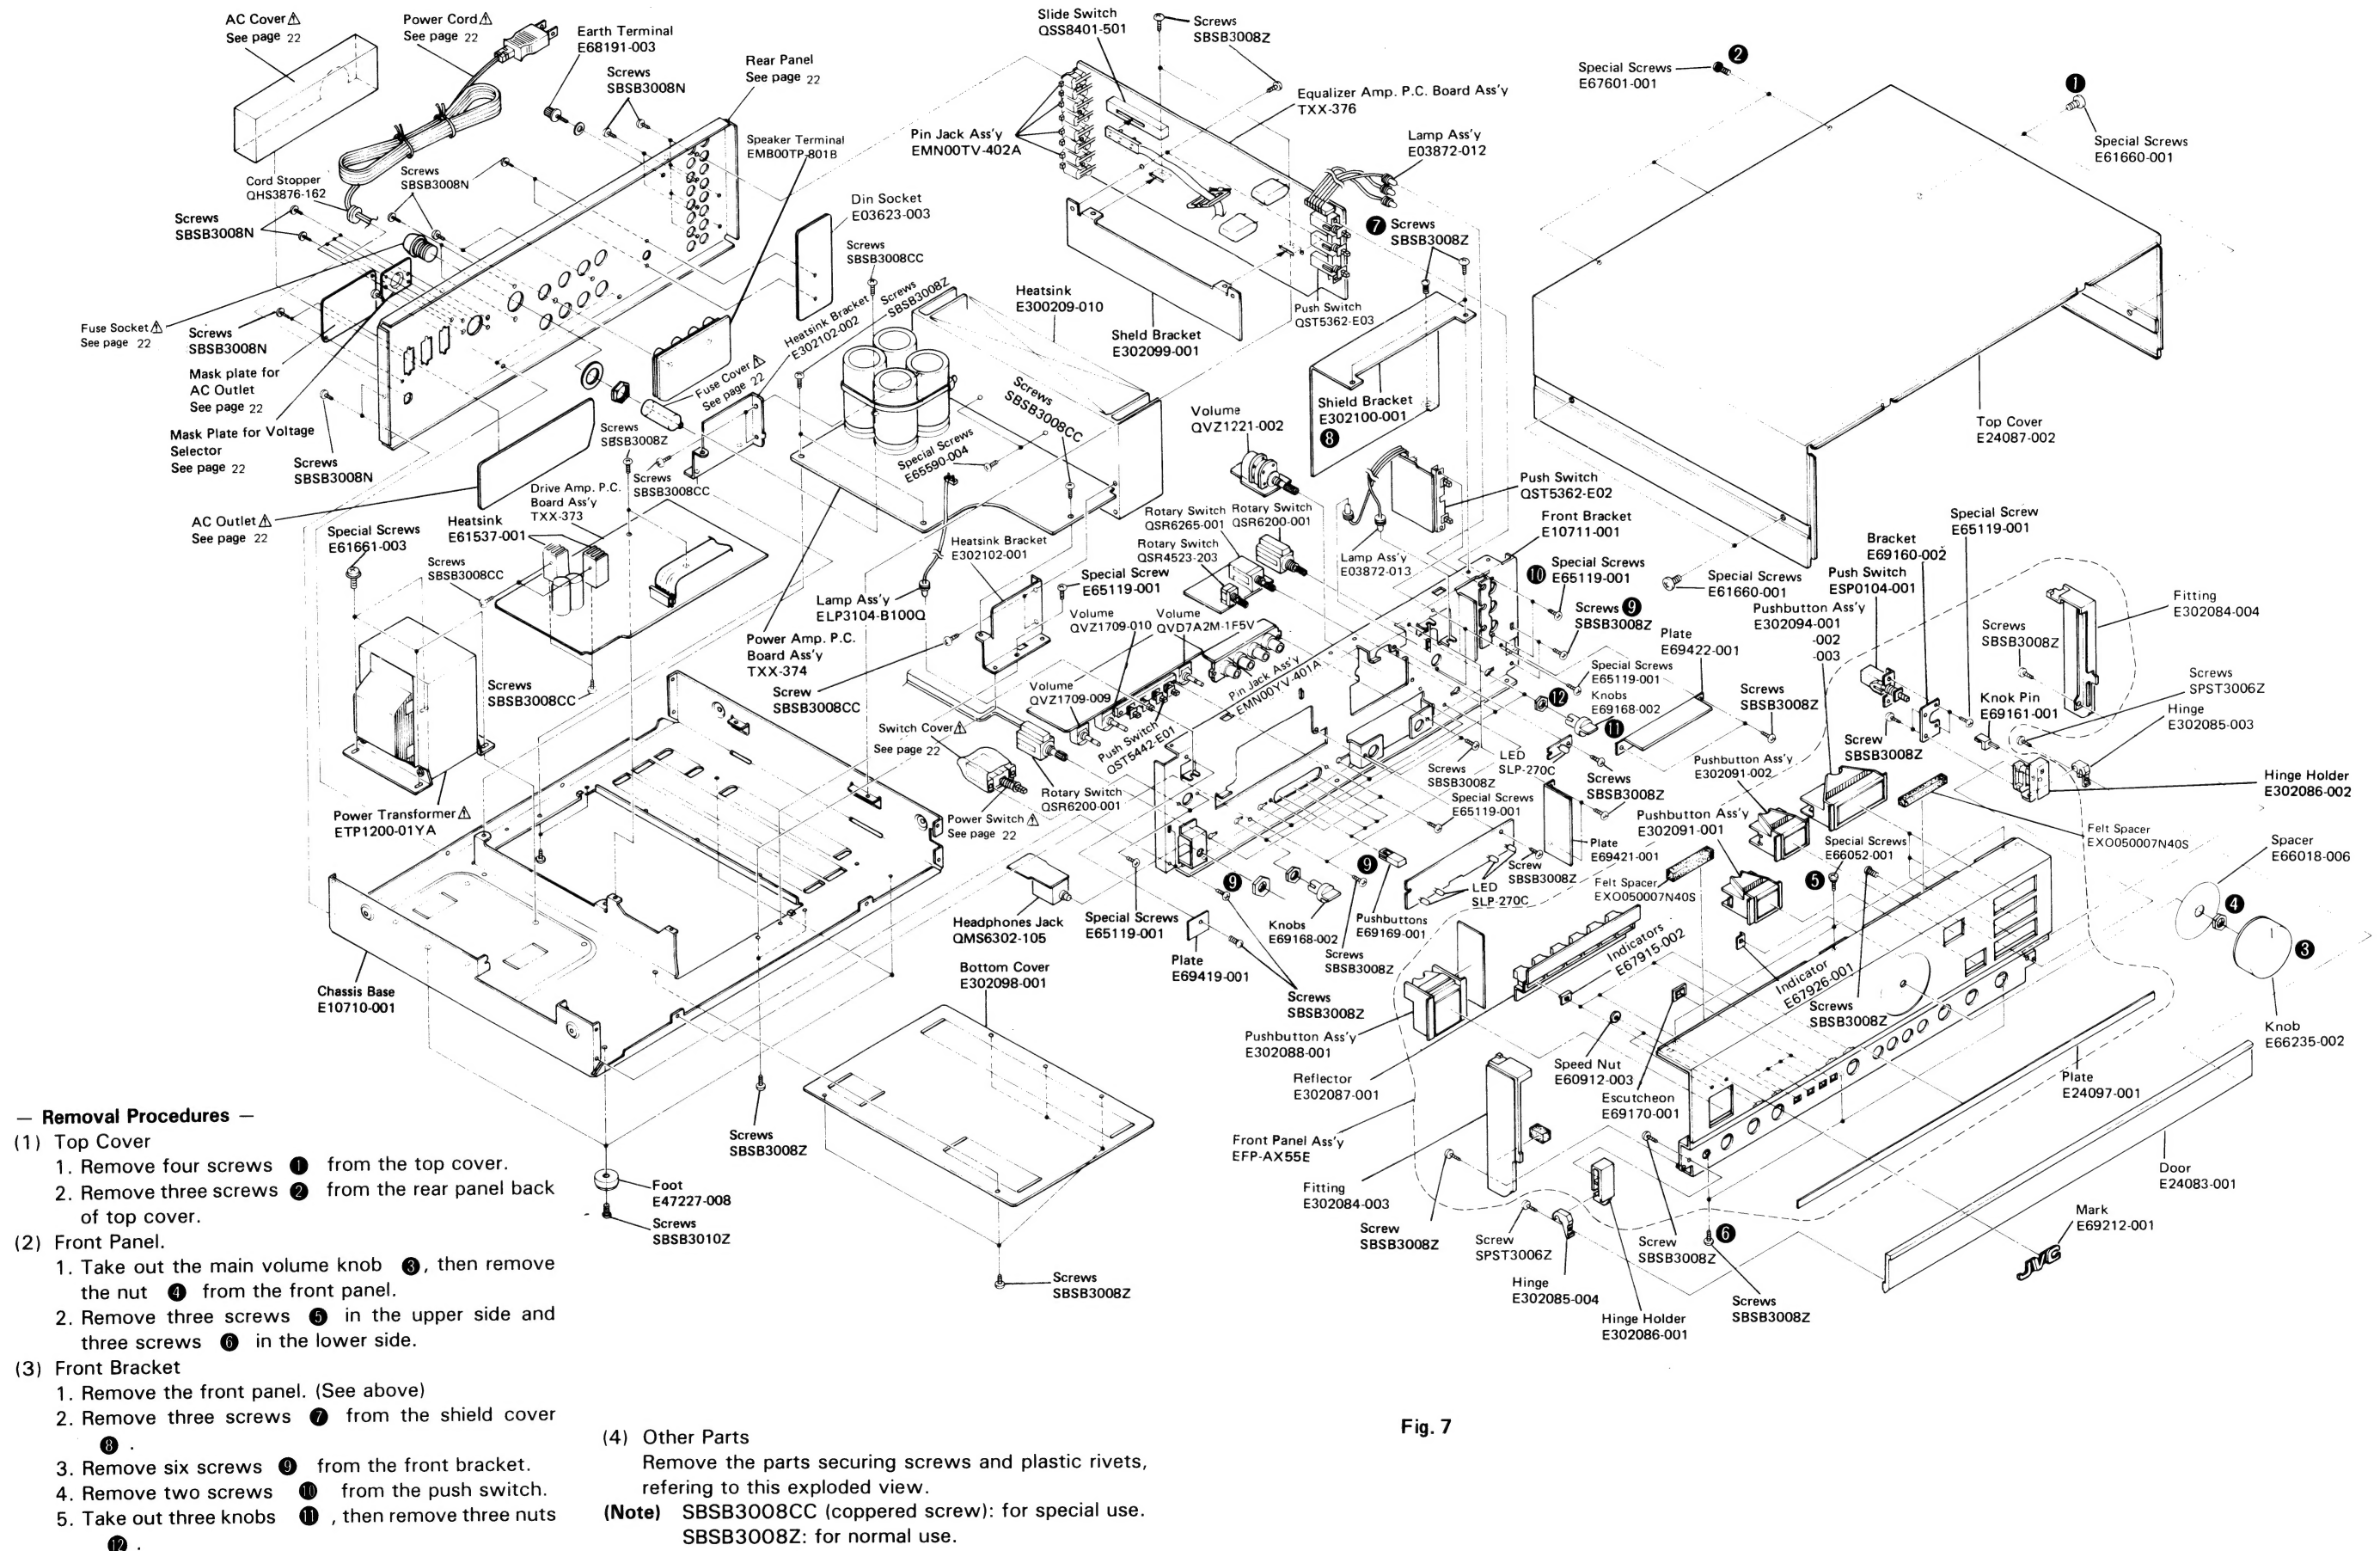 AC Cover⚠
See page 22
Power Cord⚠
See page 22
Earth Terminal
E68191-003
Screws
SBSB3008N
Rear Panel
See page 22
Speaker Terminal
EMB00TP-801B
Cord Stopper
QHS3876-162
Screws
SBSB3008N
Screws
SBSB3008N
Din Socket
E03623-003
Screws
SBSB3008CC
Screws
SBSB3008Z
Heatsink Bracket
E302102-002
Fuse Socket⚠
See page 22
Screws
SBSB3008N
Mask plate for
AC Outlet
See page 22
Mask Plate for Voltage
Selector
See page 22
Screws
SBSB3008N
Fuse Cover⚠
See page 22
Screws
SBSB3008Z
Screws
SBSB3008CC
AC Outlet⚠
See page 22
Drive Amp. P.C.
Board Ass'y
TXX-373
Heatsink
E61537-001
Special Screws
E61661-003
Screws
SBSB3008CC
Screws
SBSB3008CC
Power Transformer⚠
ETP1200-01YA
Slide Switch
QSS8401-501
Screws
SBSB3008Z
Equalizer Amp. P.C. Board Ass'y
TXX-376
Pin Jack Ass'y
EMN00TV-402A
Lamp Ass'y
E03872-012
❼ Screws
SBSB3008Z
Push Switch
QST5362-E03
Sheld Bracket
E302099-001
Heatsink
E300209-010
Screws
SBSB3008CC
Special Screws
E65590-004
Shield Bracket
E302100-001
❽
Volume
QVZ1221-002
Push Switch
QST5362-E02
Rotary Switch
QSR6265-001
Rotary Switch
QSR6200-001
Rotary Switch
QSR4523-203
Lamp Ass'y
E03872-013
Front Bracket
E10711-001
Heatsink Bracket
E302102-001
Special Screw
E65119-001
Lamp Ass'y
ELP3104-B100Q
Power Amp. P.C.
Board Ass'y
TXX-374
Screw
SBSB3008CC
Volume
QVZ1709-010
Volume
QVD7A2M-1F5V
Volume
QVZ1709-009
Pin Jack Ass'y
EMN00YV-401A
Push Switch
QST5442-E01
Switch Cover⚠
See page 22
Rotary Switch
QSR6200-001
Power Switch⚠
See page 22
❷
Special Screws
E67601-001
❶
Special Screws
E61660-001
Top Cover
E24087-002
Special Screws
E61660-001
❿ Special Screws
E65119-001
Screws ❾
SBSB3008Z
Special Screws
E65119-001
⓬ Knobs
E69168-002
⓫
Plate
E69422-001
Screws
SBSB3008Z
Special Screw
E65119-001
Bracket
E69160-002
Push Switch
ESP0104-001
Pushbutton Ass'y
E302094-001
-002
-003
Screw
SBSB3008Z
Knok Pin
E69161-001
Screws
SBSB3008Z
Fitting
E302084-004
Screws
SPST3006Z
Hinge
E302085-003
Hinge Holder
E302086-002
Felt Spacer
EXO050007N40S
Spacer
E66018-006
❹
❸
Knob
E66235-002
Screws
SBSB3008Z
LED
SLP-270C
Screws
SBSB3008Z
Special Screws
E65119-001
Plate
E69421-001
Screw
SBSB3008Z
LED
SLP-270C
Pushbutton Ass'y
E302091-002
Pushbutton Ass'y
E302091-001
Special Screws
E66052-001
❺
Felt Spacer
EXO050007N40S
❾
❾
Pushbuttons
E69169-001
Screws
SBSB3008Z
Knobs
E69168-002
Headphones Jack
QMS6302-105
Special Screws
E65119-001
Plate
E69419-001
Screws
SBSB3008Z
Bottom Cover
E302098-001
Chassis Base
E10710-001
Screws
SBSB3008Z
Foot
E47227-008
Screws
SBSB3010Z
Screws
SBSB3008Z
Indicators
E67915-002
Indicator
E67926-001
Screws
SBSB3008Z
Pushbutton Ass'y
E302088-001
Reflector
E302087-001
Speed Nut
E60912-003
Escutcheon
E69170-001
Front Panel Ass'y
EFP-AX55E
Fitting
E302084-003
Screw
SBSB3008Z
Screw
SPST3006Z
Hinge
E302085-004
Hinge Holder
E302086-001
Screw
SBSB3008Z
❻
Screws
SBSB3008Z
Plate
E24097-001
Door
E24083-001
Mark
E69212-001
JVC
— Removal Procedures —
(1) Top Cover
1. Remove four screws ❶ from the top cover.
2. Remove three screws ❷ from the rear panel back
of top cover.
(2) Front Panel.
1. Take out the main volume knob ❸, then remove
the nut ❹ from the front panel.
2. Remove three screws ❺ in the upper side and
three screws ❻ in the lower side.
(3) Front Bracket
1. Remove the front panel. (See above)
2. Remove three screws ❼ from the shield cover
❽ .
3. Remove six screws ❾ from the front bracket.
4. Remove two screws ❿ from the push switch.
5. Take out three knobs ⓫ , then remove three nuts
⓬ .
(4) Other Parts
Remove the parts securing screws and plastic rivets,
refering to this exploded view.
(Note) SBSB3008CC (coppered screw): for special use.
SBSB3008Z: for normal use.
Fig. 7